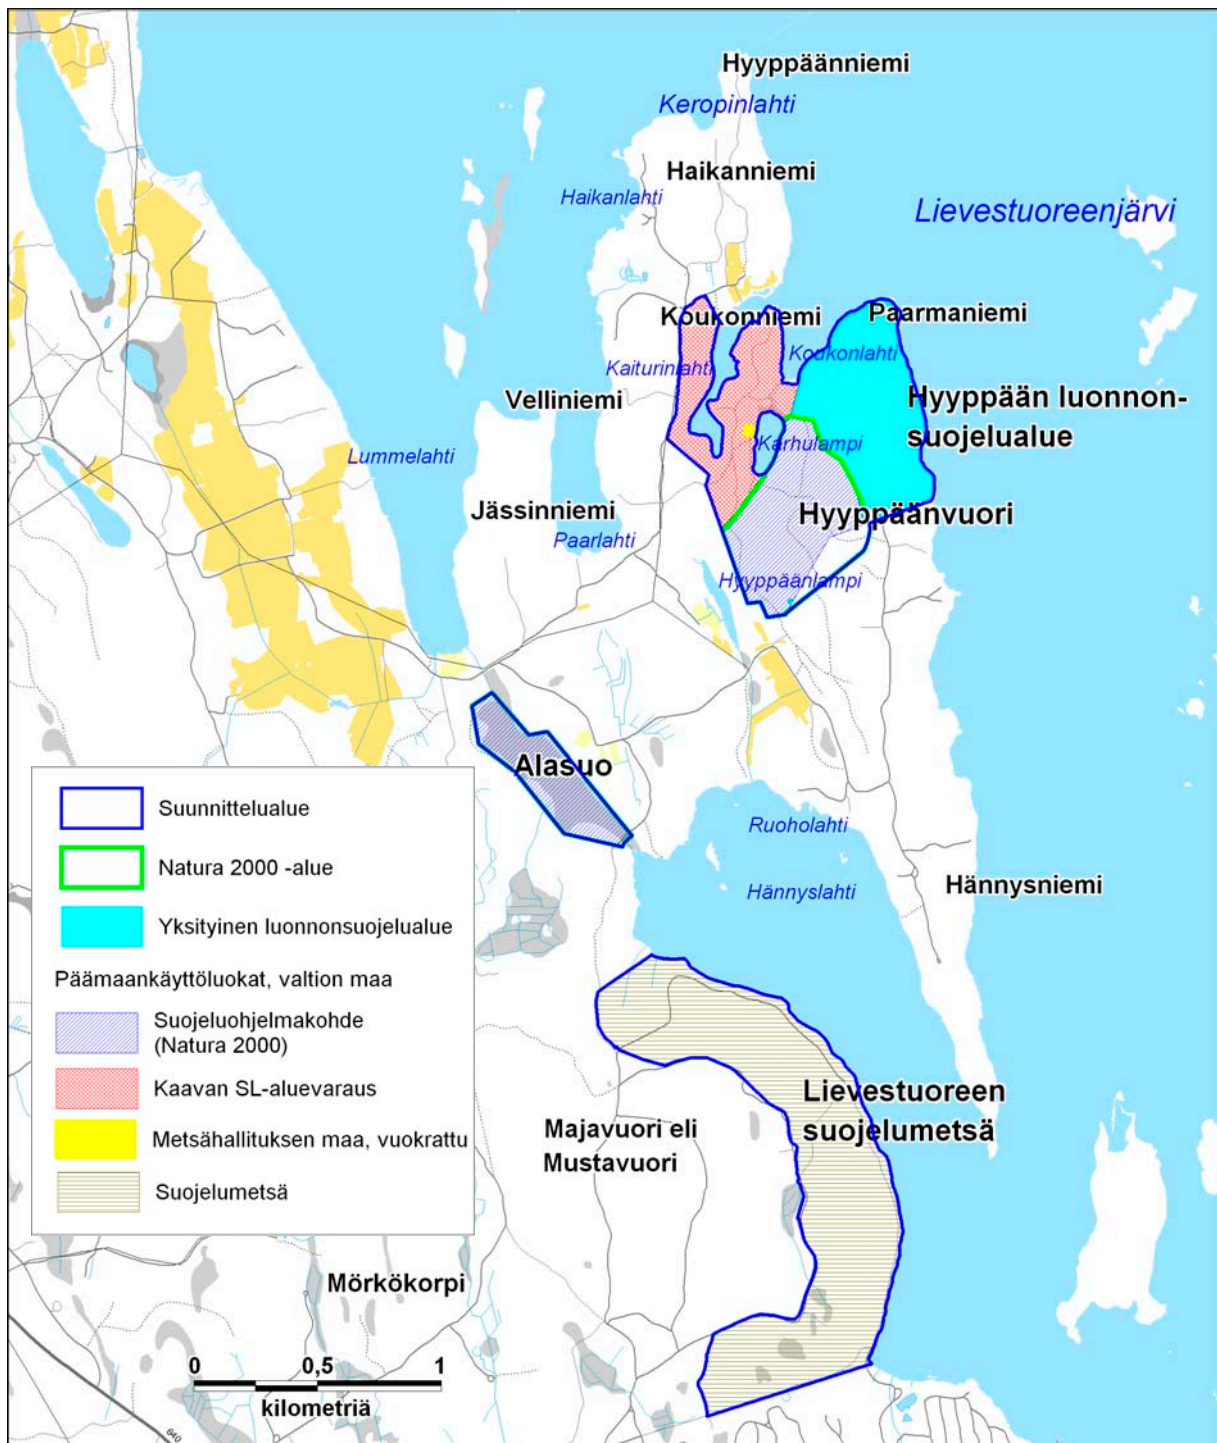 Hyyppäänniemi
Keropinlahti
Haikanniemi
Haikanlahti
Lievestuoreenjärvi
Koukonniemi
Paarmaniemi
Koukonlahti
Kaiturinlahti
Velliniemi
Hyyppään luonnon-
suojelualue
Karhulampi
Lummelahti
Jässinniemi
Hyyppäänvuori
Paarlahti
Hyyppäänlampi
Alasuo
Ruoholahti
Hännyslahti
Hännysniemi
Lievestuoreen
suojelumetsä
Majavuori eli
Mustavuori
Mörkökorpi
Suunnittelualue
Natura 2000 -alue
Yksityinen luonnonsuojelualue
Päämaankäyttöluokat, valtion maa
Suojeluohjelmakohde
(Natura 2000)
Kaavan SL-aluevaraus
Metsähallituksen maa, vuokrattu
Suojelumetsä
0 0,5 1
kilometriä
640